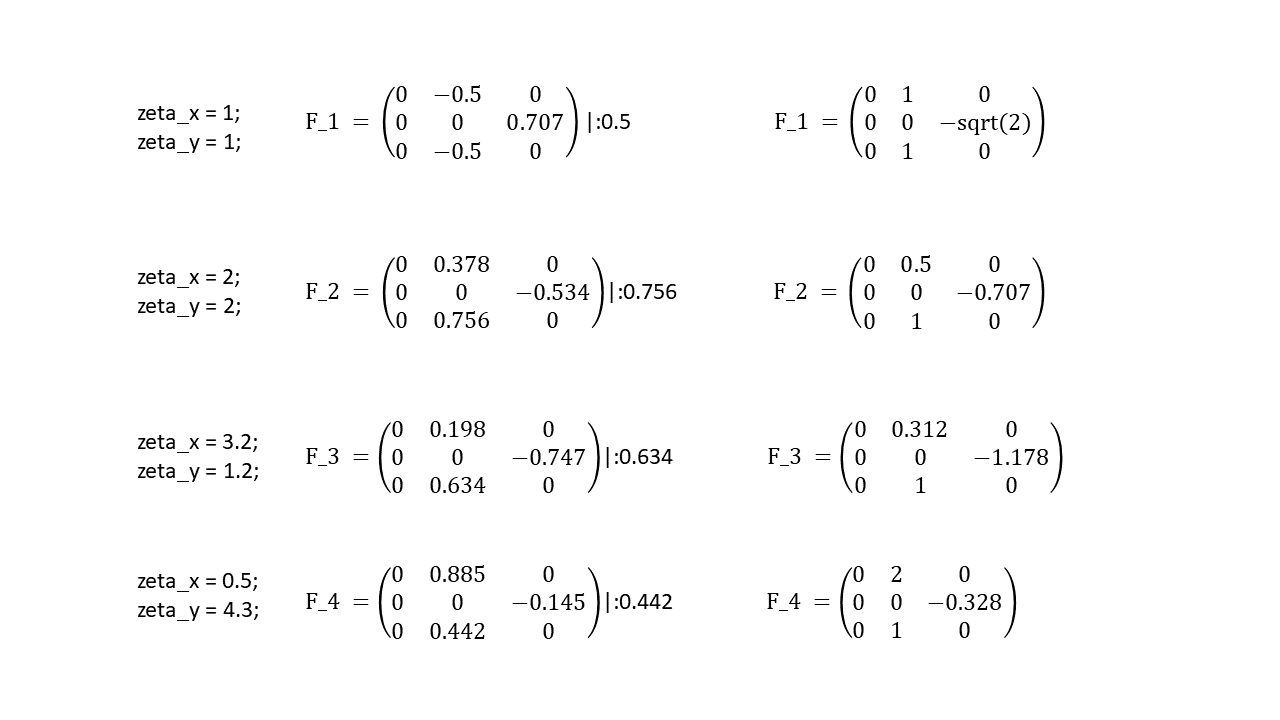 zeta_x = 1;
zeta_y = 1;
F_1 = (0 −0.5 0
0 0 0.707
0 −0.5 0) |:0.5
F_1 = (0 1 0
0 0 −sqrt(2)
0 1 0)
zeta_x = 2;
zeta_y = 2;
F_2 = (0 0.378 0
0 0 −0.534
0 0.756 0) |:0.756
F_2 = (0 0.5 0
0 0 −0.707
0 1 0)
zeta_x = 3.2;
zeta_y = 1.2;
F_3 = (0 0.198 0
0 0 −0.747
0 0.634 0) |:0.634
F_3 = (0 0.312 0
0 0 −1.178
0 1 0)
zeta_x = 0.5;
zeta_y = 4.3;
F_4 = (0 0.885 0
0 0 −0.145
0 0.442 0) |:0.442
F_4 = (0 2 0
0 0 −0.328
0 1 0)